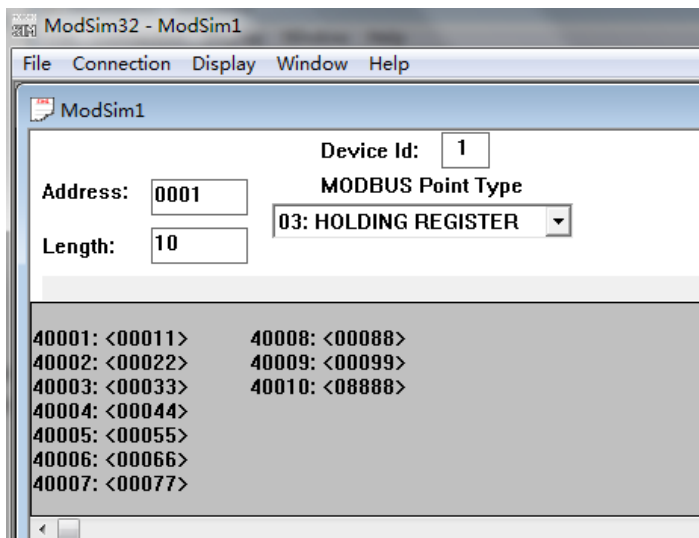 ModSim32 - ModSim1
File Connection Display Window Help
ModSim1
Device Id: 1
Address: 0001
MODBUS Point Type
03: HOLDING REGISTER
Length: 10
40001: <00011> 40008: <00088>
40002: <00022> 40009: <00099>
40003: <00033> 40010: <08888>
40004: <00044>
40005: <00055>
40006: <00066>
40007: <00077>